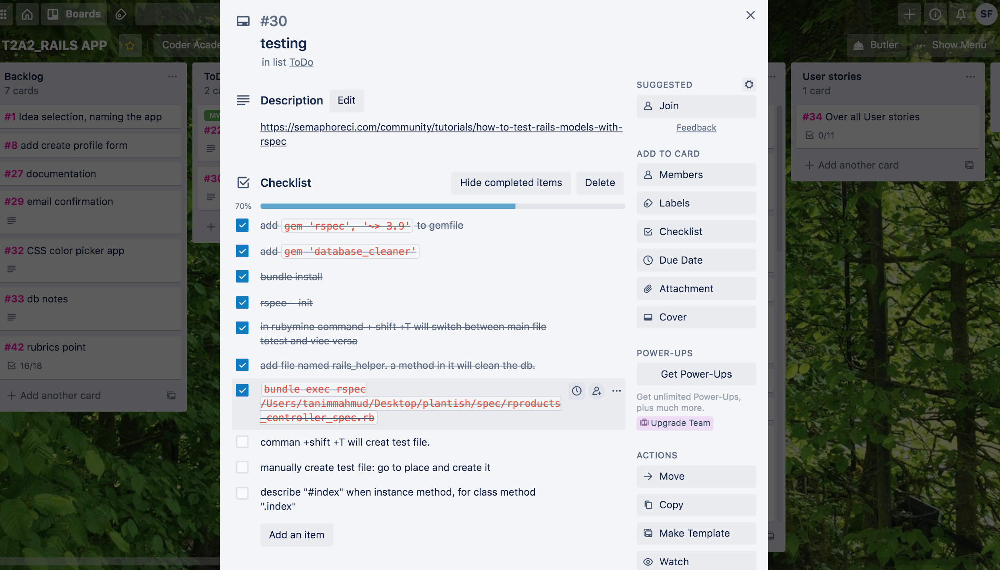 Boards
SF
T2A2_RAILS APP
Coder Acade
Butler
Show Menu
Backlog
7 cards
#1 Idea selection, naming the app
#8 add create profile form
#27 documentation
#29 email confirmation
#32 CSS color picker app
#33 db notes
#42 rubrics point
16/18
+ Add another card
ToD
2 ca
MV
#22
#30
#30
testing
in list ToDo
Description
Edit
https://semaphoreci.com/community/tutorials/how-to-test-rails-models-with-
rspec
Checklist
Hide completed items
Delete
70%
add gem 'rspec', '~> 3.9' to gemfile
add gem 'database_cleaner'
bundle install
rspec --init
in rubymine command + shift +T will switch between main file
totest and vice versa
add file named rails_helper. a method in it will clean the db.
bundle exec rspec
/Users/tanimmahmud/Desktop/plantish/spec/rproducts
_controller_spec.rb
comman +shift +T will creat test file.
manually create test file: go to place and create it
describe "#index" when instance method, for class method
".index"
Add an item
SUGGESTED
Join
Feedback
ADD TO CARD
Members
Labels
Checklist
Due Date
Attachment
Cover
POWER-UPS
Get Power-Ups
Get unlimited Power-Ups,
plus much more.
Upgrade Team
ACTIONS
Move
Copy
Make Template
Watch
User stories
1 card
#34 Over all User stories
0/11
+ Add another card